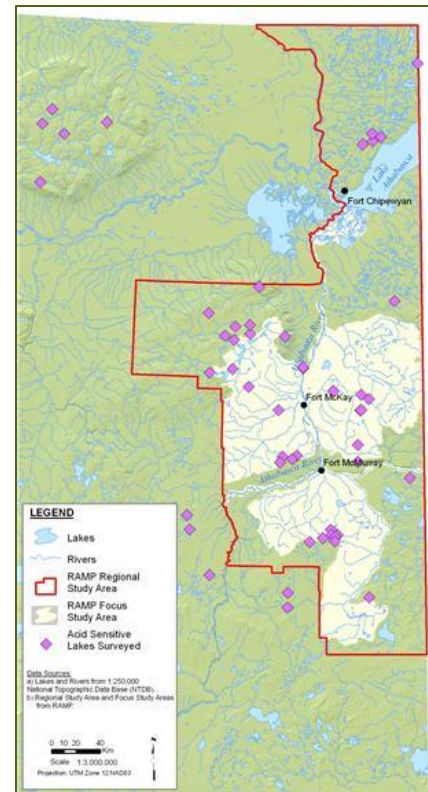 Lake Athabasca
Fort Chipewyan
Athabasca River
Fort McKay
Athabasca River
Fort McMurray
LEGEND
Lakes
Rivers
RAMP Regional
Study Area
RAMP Focus
Study Area
Acid Sensitive
Lakes Surveyed
Data Sources:
a) Lakes and Rivers from 1:250,000
National Topographic Data Base (NTDB).
b) Regional Study Area and Focus Study Areas
from RAMP.
0 10 20 40
Km
Scale 1:3,000,000
Projection: UTM Zone 12 NAD83